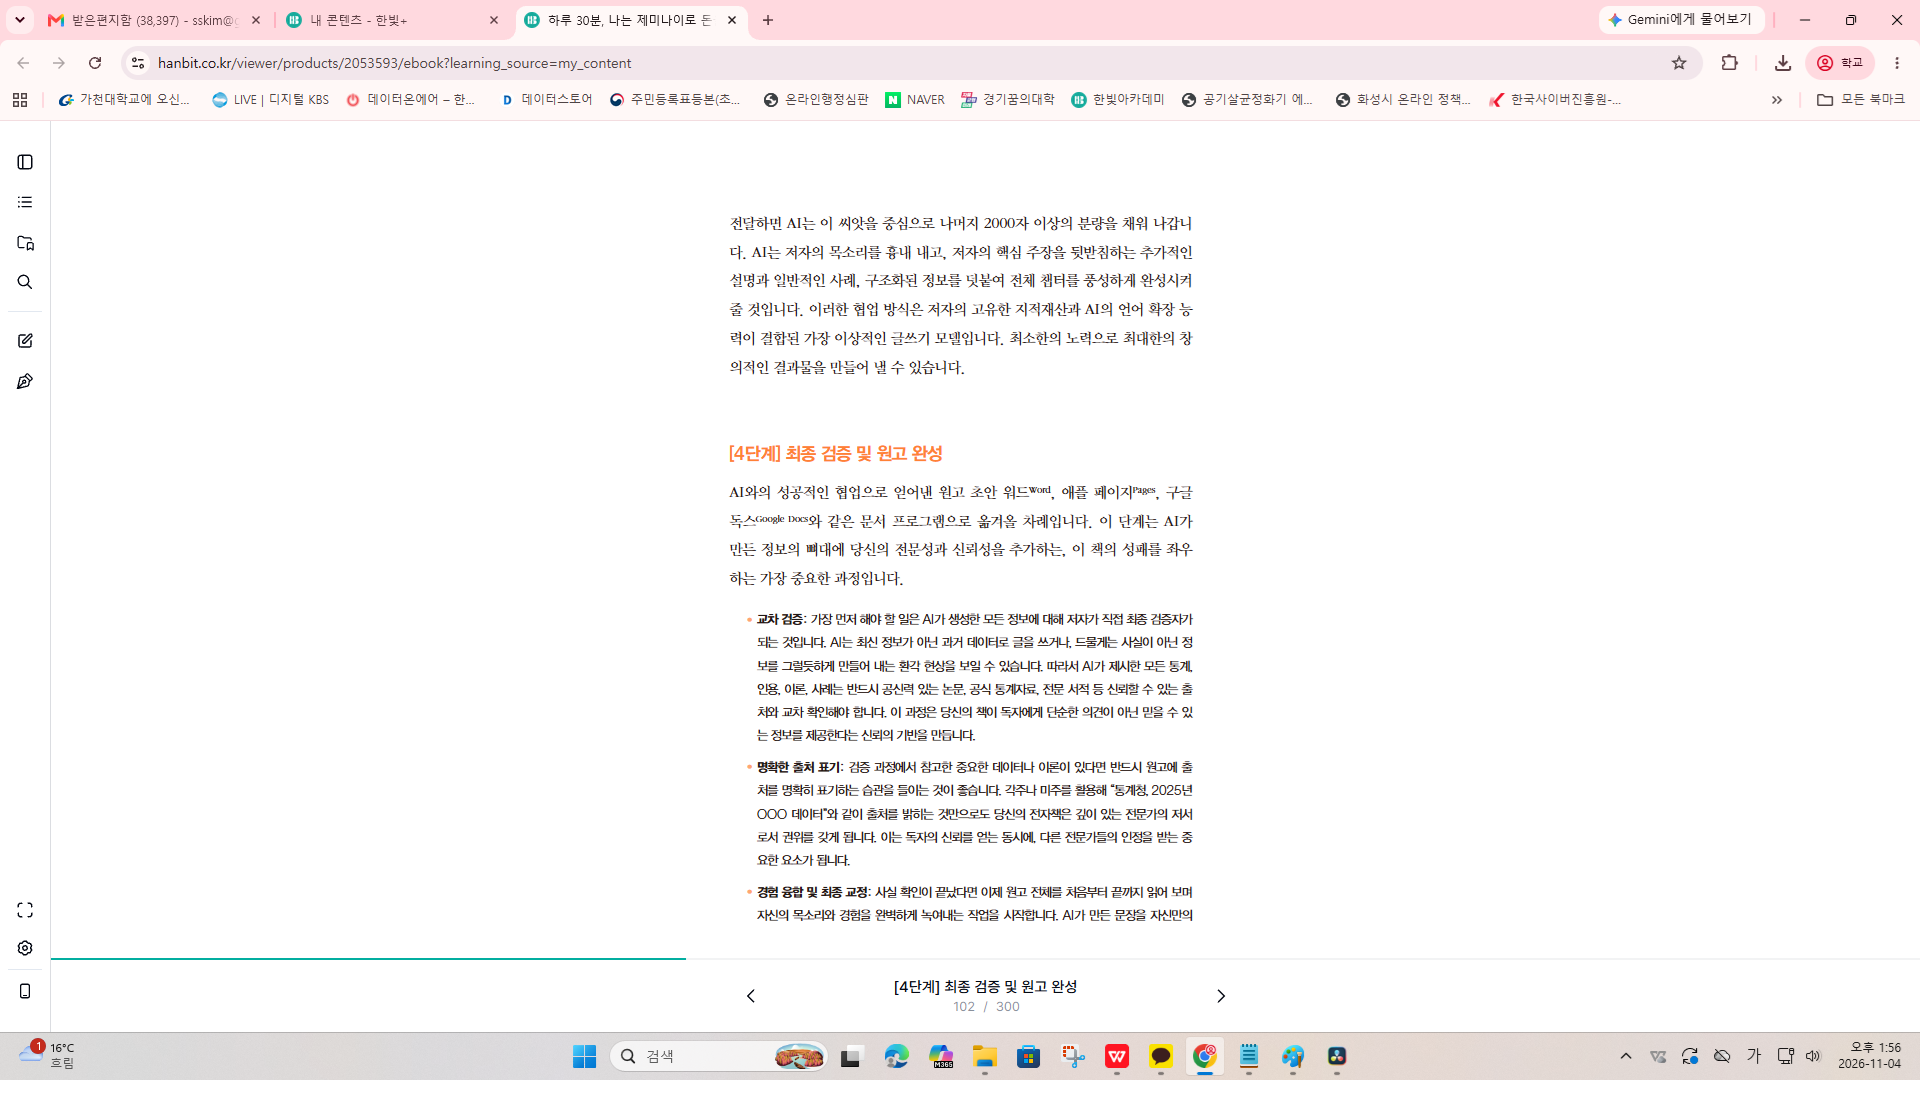 받은편지함 (38,397) - sskim@g
내 콘텐츠 - 한빛+
하루 30분, 나는 제미나이로 돈
Gemini에게 물어보기
hanbit.co.kr/viewer/products/2053593/ebook?learning_source=my_content
학교
가천대학교에 오신...
LIVE | 디지털 KBS
데이터온에어 – 한...
데이터스토어
주민등록표등본(초...
온라인행정심판
NAVER
경기꿈의대학
한빛아카데미
공기살균정화기 에...
화성시 온라인 정책...
한국사이버진흥원-...
모든 북마크
전달하면 AI는 이 씨앗을 중심으로 나머지 2000자 이상의 분량을 채워 나갑니
다. AI는 저자의 목소리를 흉내 내고, 저자의 핵심 주장을 뒷받침하는 추가적인
설명과 일반적인 사례, 구조화된 정보를 덧붙여 전체 챕터를 풍성하게 완성시켜
줄 것입니다. 이러한 협업 방식은 저자의 고유한 지적재산과 AI의 언어 확장 능
력이 결합된 가장 이상적인 글쓰기 모델입니다. 최소한의 노력으로 최대한의 창
의적인 결과물을 만들어 낼 수 있습니다.
[4단계] 최종 검증 및 원고 완성
AI와의 성공적인 협업으로 얻어낸 원고 초안 워드Word, 애플 페이지Pages, 구글
독스Google Docs와 같은 문서 프로그램으로 옮겨올 차례입니다. 이 단계는 AI가
만든 정보의 뼈대에 당신의 전문성과 신뢰성을 추가하는, 이 책의 성패를 좌우
하는 가장 중요한 과정입니다.
• 교차 검증: 가장 먼저 해야 할 일은 AI가 생성한 모든 정보에 대해 저자가 직접 최종 검증자가
되는 것입니다. AI는 최신 정보가 아닌 과거 데이터로 글을 쓰거나, 드물게는 사실이 아닌 정
보를 그럴듯하게 만들어 내는 환각 현상을 보일 수 있습니다. 따라서 AI가 제시한 모든 통계,
인용, 이론, 사례는 반드시 공신력 있는 논문, 공식 통계자료, 전문 서적 등 신뢰할 수 있는 출
처와 교차 확인해야 합니다. 이 과정은 당신의 책이 독자에게 단순한 의견이 아닌 믿을 수 있
는 정보를 제공한다는 신뢰의 기반을 만듭니다.
• 명확한 출처 표기: 검증 과정에서 참고한 중요한 데이터나 이론이 있다면 반드시 원고에 출
처를 명확히 표기하는 습관을 들이는 것이 좋습니다. 각주나 미주를 활용해 “통계청, 2025년
○○○ 데이터”와 같이 출처를 밝히는 것만으로도 당신의 전자책은 깊이 있는 전문가의 저서
로서 권위를 갖게 됩니다. 이는 독자의 신뢰를 얻는 동시에, 다른 전문가들의 인정을 받는 중
요한 요소가 됩니다.
• 경험 융합 및 최종 교정: 사실 확인이 끝났다면 이제 원고 전체를 처음부터 끝까지 읽어 보며
자신의 목소리와 경험을 완벽하게 녹여내는 작업을 시작합니다. AI가 만든 문장을 자신만의
[4단계] 최종 검증 및 원고 완성
102 / 300
1
16°C
흐림
검색
M365
가
오후 1:56
2026-11-04